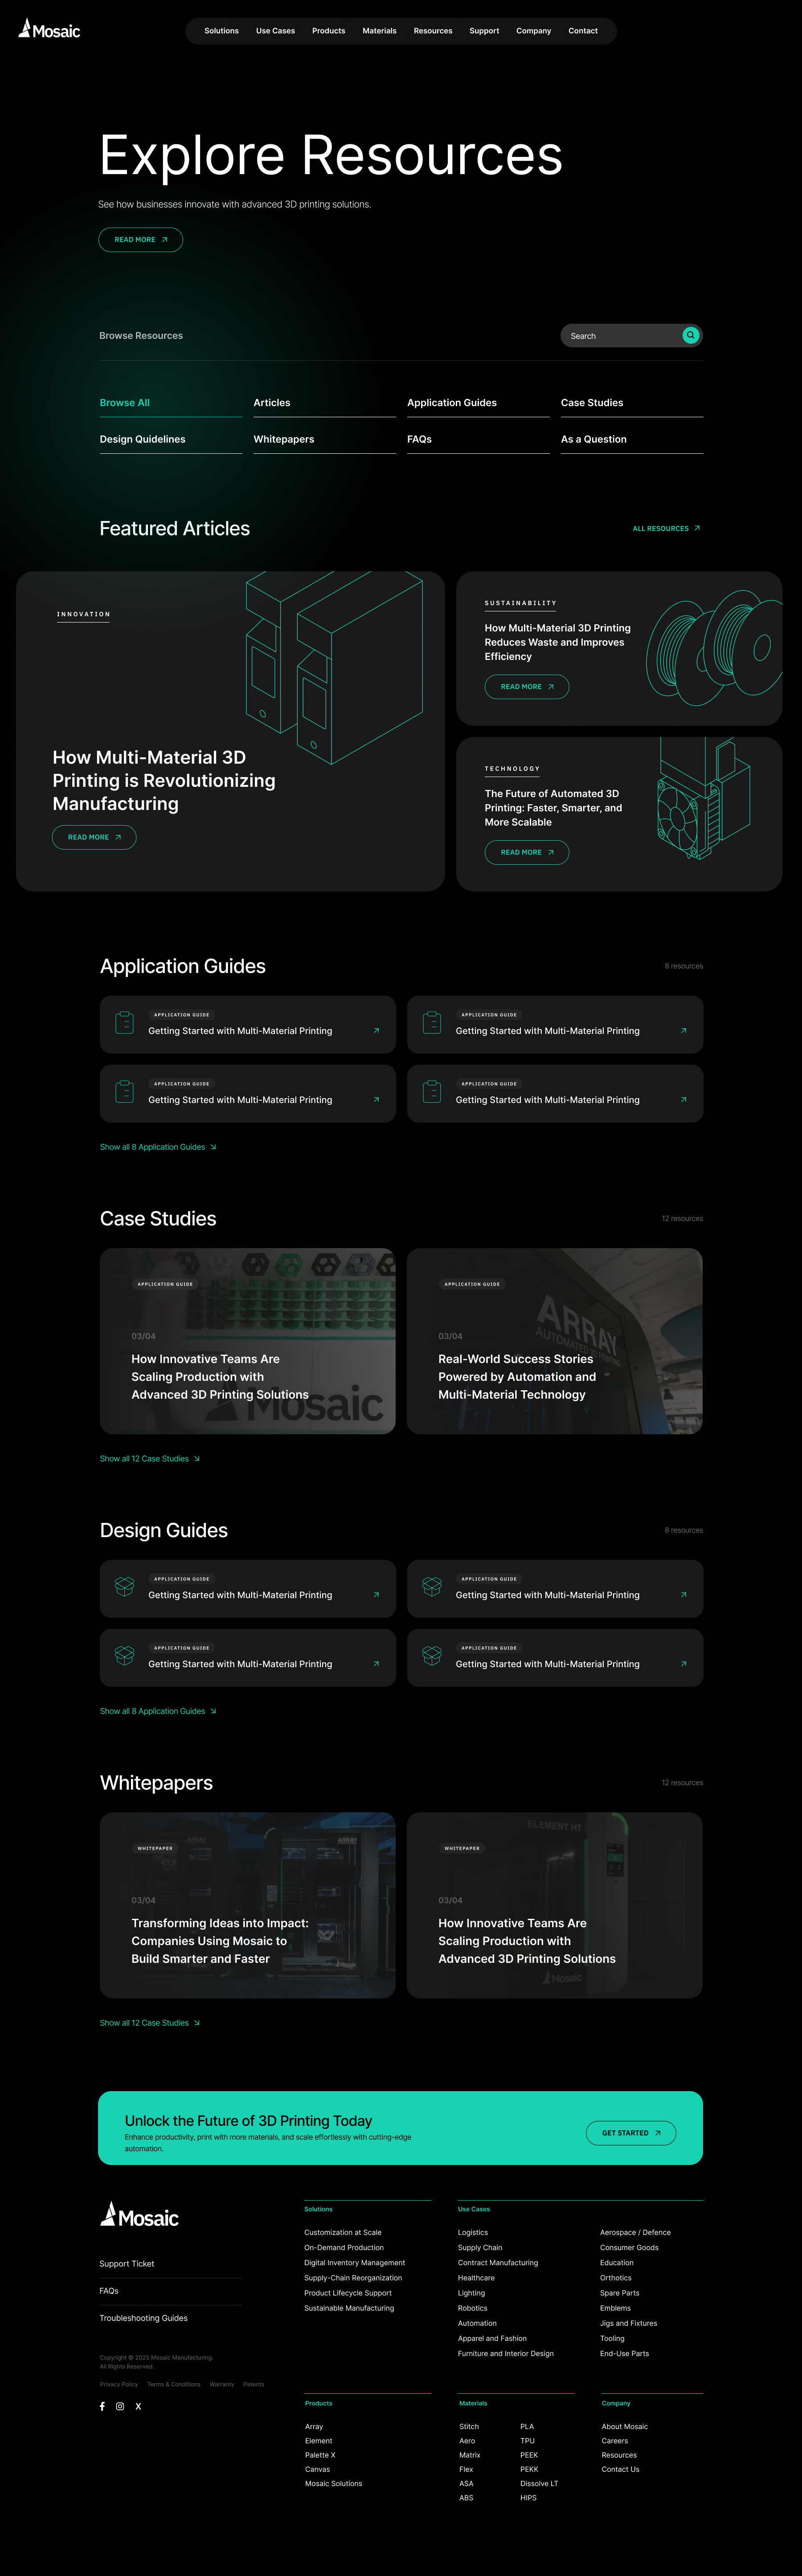 Mosaic
Solutions Use Cases Products Materials Resources Support Company Contact
Explore Resources
See how businesses innovate with advanced 3D printing solutions.
READ MORE
Browse Resources
Search
Browse All Articles Application Guides Case Studies
Design Quidelines Whitepapers FAQs As a Question
Featured Articles
ALL RESOURCES
INNOVATION
How Multi-Material 3D
Printing is Revolutionizing
Manufacturing
READ MORE
SUSTAINABILITY
How Multi-Material 3D Printing
Reduces Waste and Improves
Efficiency
READ MORE
TECHNOLOGY
The Future of Automated 3D
Printing: Faster, Smarter, and
More Scalable
READ MORE
Application Guides
8 resources
APPLICATION GUIDE
Getting Started with Multi-Material Printing
APPLICATION GUIDE
Getting Started with Multi-Material Printing
APPLICATION GUIDE
Getting Started with Multi-Material Printing
APPLICATION GUIDE
Getting Started with Multi-Material Printing
Show all 8 Application Guides
Case Studies
12 resources
APPLICATION GUIDE
03/04
How Innovative Teams Are
Scaling Production with
Advanced 3D Printing Solutions
Mosaic
APPLICATION GUIDE
ARRAY
03/04
Real-World Success Stories
Powered by Automation and
Multi-Material Technology
Show all 12 Case Studies
Design Guides
8 resources
APPLICATION GUIDE
Getting Started with Multi-Material Printing
APPLICATION GUIDE
Getting Started with Multi-Material Printing
APPLICATION GUIDE
Getting Started with Multi-Material Printing
APPLICATION GUIDE
Getting Started with Multi-Material Printing
Show all 8 Application Guides
Whitepapers
12 resources
ARRAY
ARRAY
WHITEPAPER
03/04
Transforming Ideas into Impact:
Companies Using Mosaic to
Build Smarter and Faster
ELEMENT HT
WHITEPAPER
03/04
How Innovative Teams Are
Scaling Production with
Advanced 3D Printing Solutions
Mosaic
Show all 12 Case Studies
Unlock the Future of 3D Printing Today
Enhance productivity, print with more materials, and scale effortlessly with cutting-edge
automation.
GET STARTED
Mosaic
Support Ticket
FAQs
Troubleshooting Guides
Copyright © 2025 Mosaic Manufacturing.
All Rights Reserved.
Privacy Policy Terms & Conditions Warranty Patents
Solutions
Customization at Scale
On-Demand Production
Digital Inventory Management
Supply-Chain Reorganization
Product Lifecycle Support
Sustainable Manufacturing
Use Cases
Logistics
Supply Chain
Contract Manufacturing
Healthcare
Lighting
Robotics
Automation
Apparel and Fashion
Furniture and Interior Design
Aerospace / Defence
Consumer Goods
Education
Orthotics
Spare Parts
Emblems
Jigs and Fixtures
Tooling
End-Use Parts
Products
Array
Element
Palette X
Canvas
Mosaic Solutions
Materials
Stitch
Aero
Matrix
Flex
ASA
ABS
PLA
TPU
PEEK
PEKK
Dissolve LT
HIPS
Company
About Mosaic
Careers
Resources
Contact Us